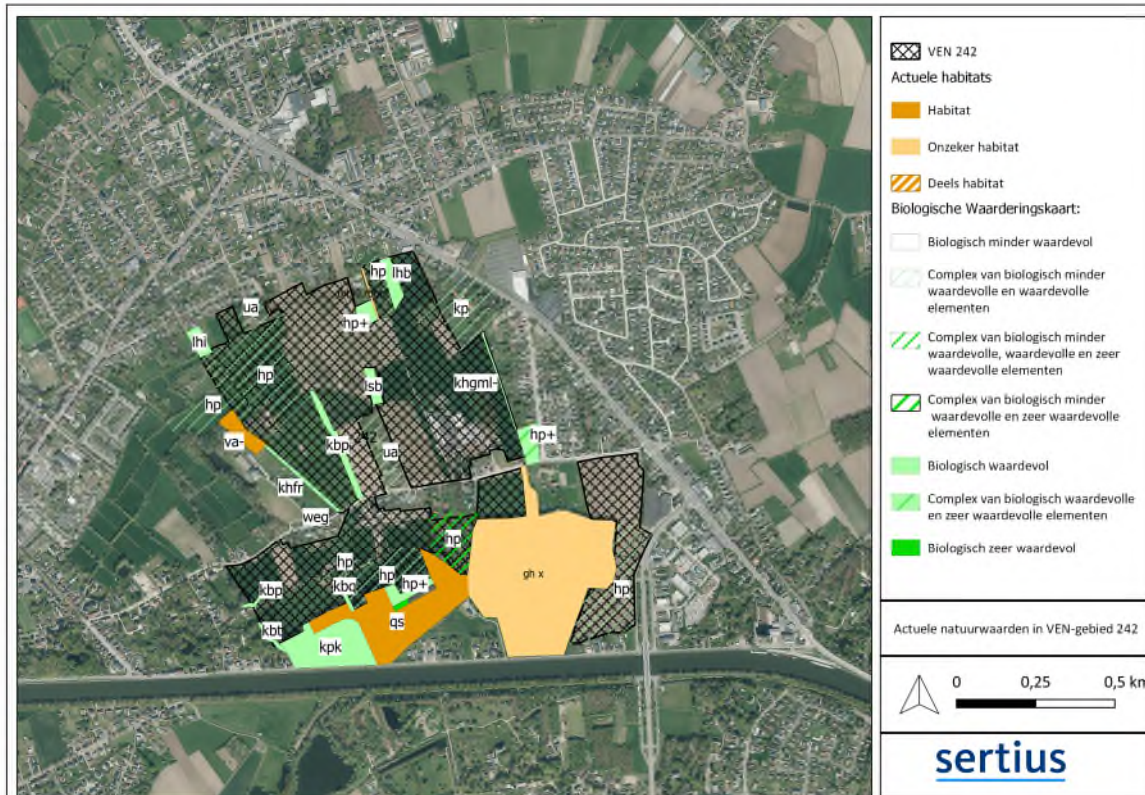 hp
lhb
ua
hp+
kp
lhi
hp
lsb
khgml-
hp
va-
kbp
242
ua
hp+
khfr
weg
hp
gh x
hp
hp
hp
hp+
kbp
kbq
kbt
qs
kpk
VEN 242
Actuele habitats
Habitat
Onzeker habitat
Deels habitat
Biologische Waarderingskaart:
Biologisch minder waardevol
Complex van biologisch minder
waardevolle en waardevolle
elementen
Complex van biologisch minder
waardevolle, waardevolle en zeer
waardevolle elementen
Complex van biologisch minder
waardevolle en zeer waardevolle
elementen
Biologisch waardevol
Complex van biologisch waardevolle
en zeer waardevolle elementen
Biologisch zeer waardevol
Actuele natuurwaarden in VEN-gebied 242
0 0,25 0,5 km
sertius